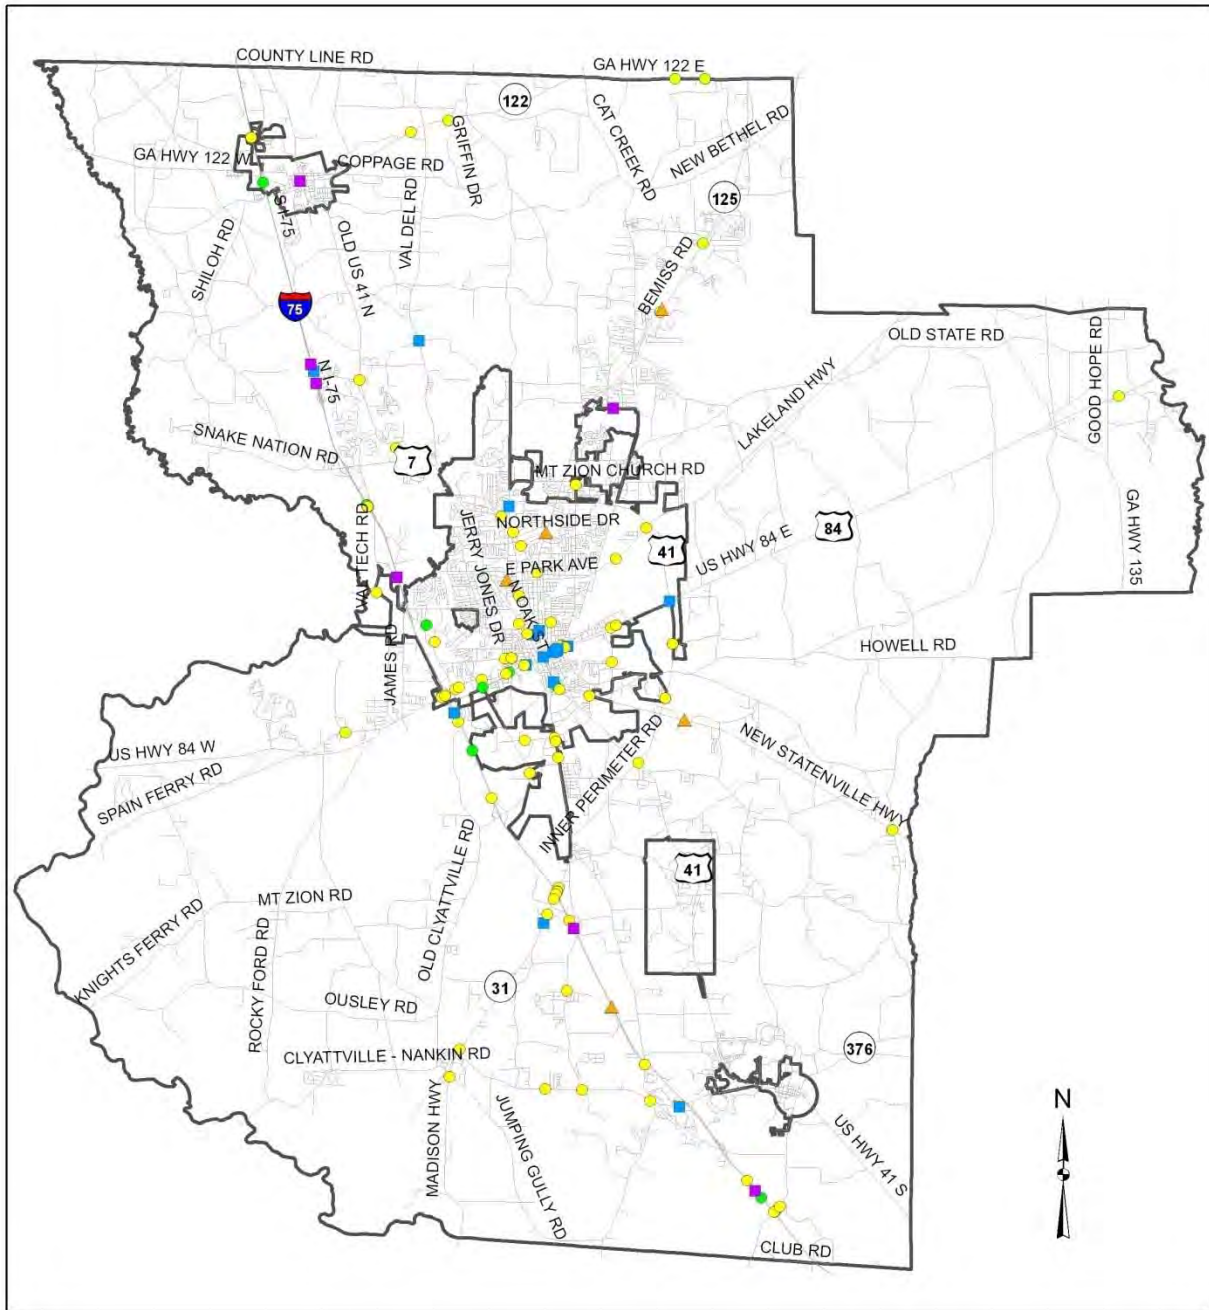 COUNTY LINE RD
GA HWY 122 E
122
CAT CREEK RD
NEW BETHEL RD
GRIFFIN DR
GA HWY 122 W
COPPAGE RD
VAL DEL RD
125
S I-75
OLD US 41 N
SHILOH RD
BEMISS RD
75
N I-75
OLD STATE RD
GOOD HOPE RD
LAKELAND HWY
SNAKE NATION RD
7
MT ZION CHURCH RD
NORTHSIDE DR
JERRY JONES DR
VAL TECH RD
84
41
US HWY 84 E
GA HWY 135
E PARK AVE
N OAK ST
JAMES RD
HOWELL RD
US HWY 84 W
SPAIN FERRY RD
INNER PERIMETER RD
NEW STATENVILLE HWY
OLD CLYATTVILLE RD
41
MT ZION RD
KNIGHTS FERRY RD
ROCKY FORD RD
31
OUSLEY RD
CLYATTVILLE - NANKIN RD
376
MADISON HWY
JUMPING GULLY RD
US HWY 41 S
N
CLUB RD